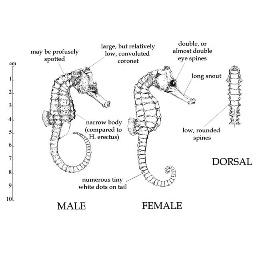 cm
may be profusely
spotted
large, but relatively
low, convoluted
coronet
double, or
almost double
eye spines
long snout
1
2
3
4
5
6
7
8
9
10
narrow body
(compared to
H. erectus)
low, rounded
spines
numerous tiny
white dots on tail
DORSAL
MALE
FEMALE